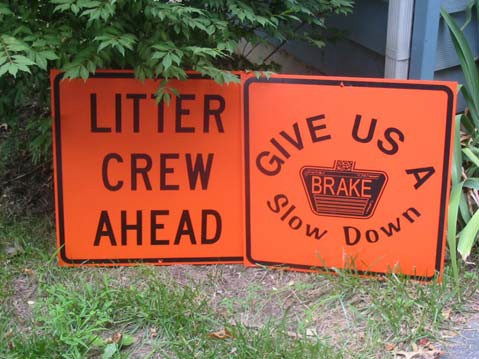 LITTER
CREW
AHEAD
GIVE US A
BRAKE
Slow Down